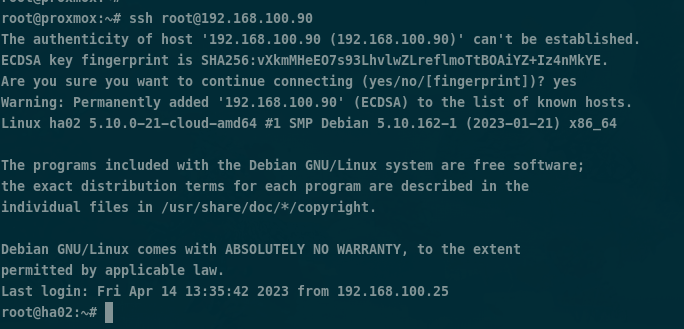 root@proxmox:~# ssh root@192.168.100.90
The authenticity of host '192.168.100.90 (192.168.100.90)' can't be established.
ECDSA key fingerprint is SHA256:vXkmMHeEO7s93LhvlwZLreflmoTtBOAiYZ+Iz4nMkYE.
Are you sure you want to continue connecting (yes/no/[fingerprint])? yes
Warning: Permanently added '192.168.100.90' (ECDSA) to the list of known hosts.
Linux ha02 5.10.0-21-cloud-amd64 #1 SMP Debian 5.10.162-1 (2023-01-21) x86_64
The programs included with the Debian GNU/Linux system are free software;
the exact distribution terms for each program are described in the
individual files in /usr/share/doc/*/copyright.
Debian GNU/Linux comes with ABSOLUTELY NO WARRANTY, to the extent
permitted by applicable law.
Last login: Fri Apr 14 13:35:42 2023 from 192.168.100.25
root@ha02:~#